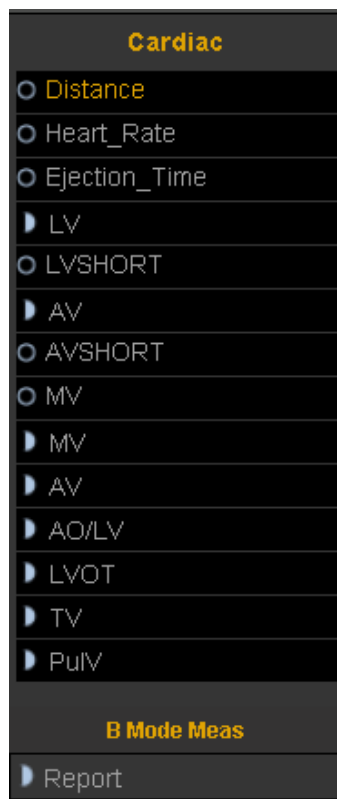 Cardiac
Distance
Heart_Rate
Ejection_Time
LV
LVSHORT
AV
AVSHORT
MV
MV
AV
AO/LV
LVOT
TV
PulV
B Mode Meas
Report